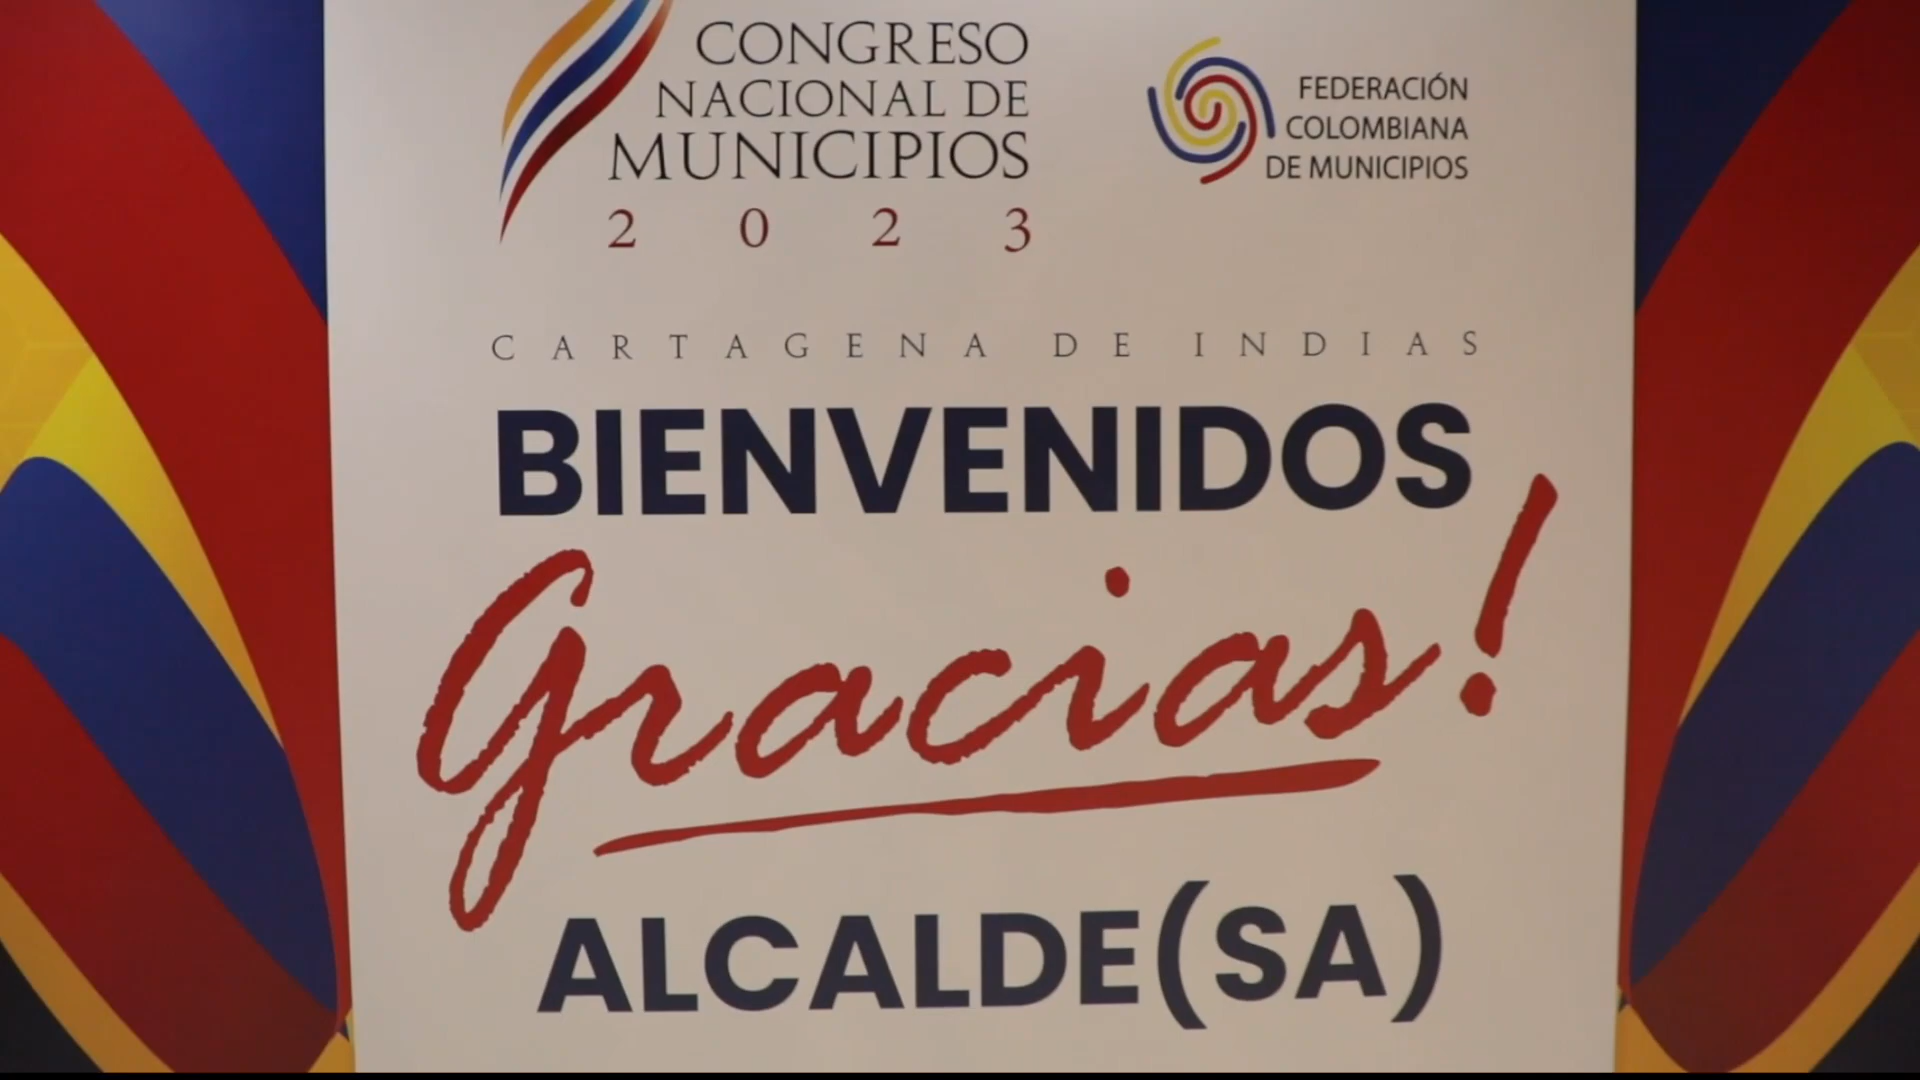 CONGRESO
NACIONAL DE
MUNICIPIOS
2023
FEDERACIÓN
COLOMBIANA
DE MUNICIPIOS
CARTAGENA DE INDIAS
BIENVENIDOS
Gracias!
ALCALDE(SA)